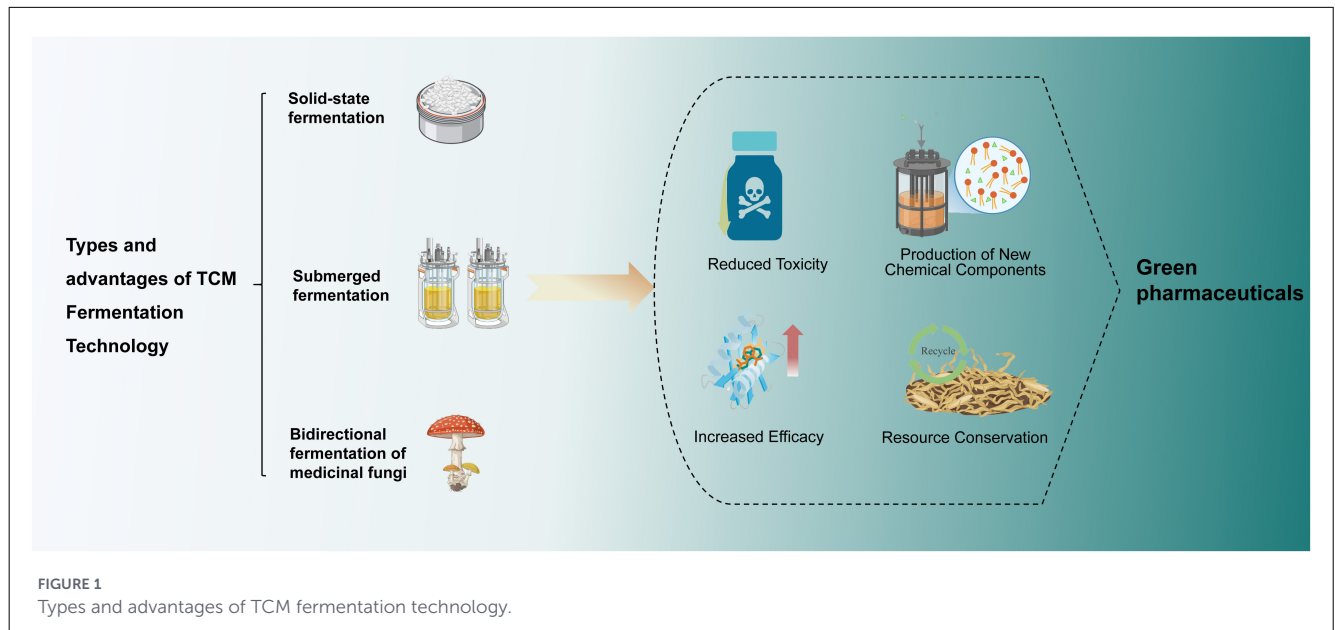 Types and
advantages of TCM
Fermentation
Technology
Solid-state
fermentation
Submerged
fermentation
Bidirectional
fermentation of
medicinal fungi
Reduced Toxicity
Production of New
Chemical Components
Increased Efficacy
Recycle
Resource Conservation
Green
pharmaceuticals
FIGURE 1
Types and advantages of TCM fermentation technology.